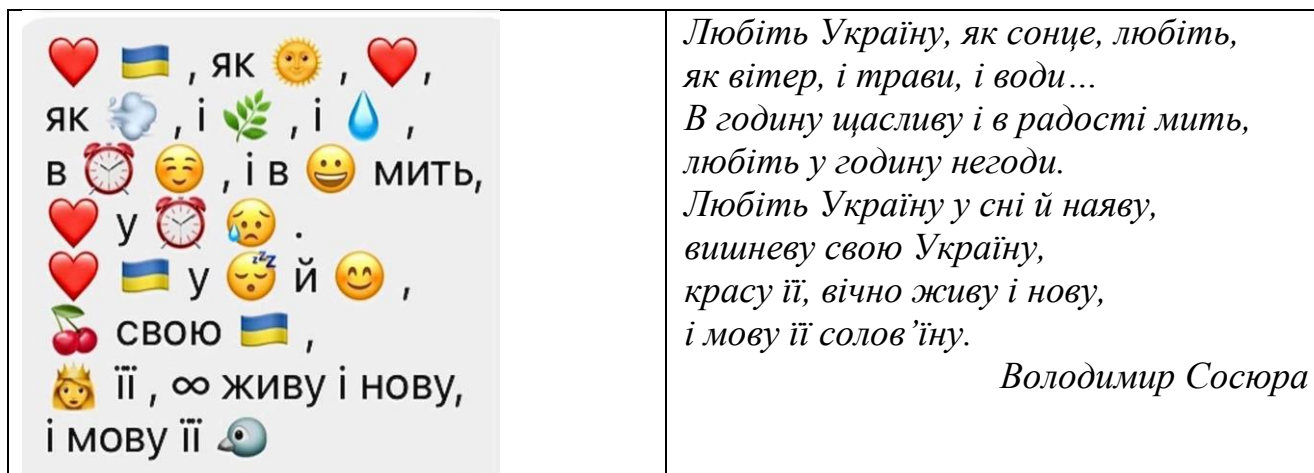 ❤️ 🇺🇦 , як 🌞 , ❤️,
як 💨 , і 🌿 , і 💧 ,
в ⏰ ☺️ , і в 😀 мить,
❤️ у ⏰ 😥 .
❤️ 🇺🇦 у 😴 й 😊 ,
🍒 свою 🇺🇦 ,
👸 її , ∞ живу і нову,
і мову її 🐦
Любіть Україну, як сонце, любіть,
як вітер, і трави, і води…
В годину щасливу і в радості мить,
любіть у годину негоди.
Любіть Україну у сні й наяву,
вишневу свою Україну,
красу її, вічно живу і нову,
і мову її солов’їну.
Володимир Сосюра